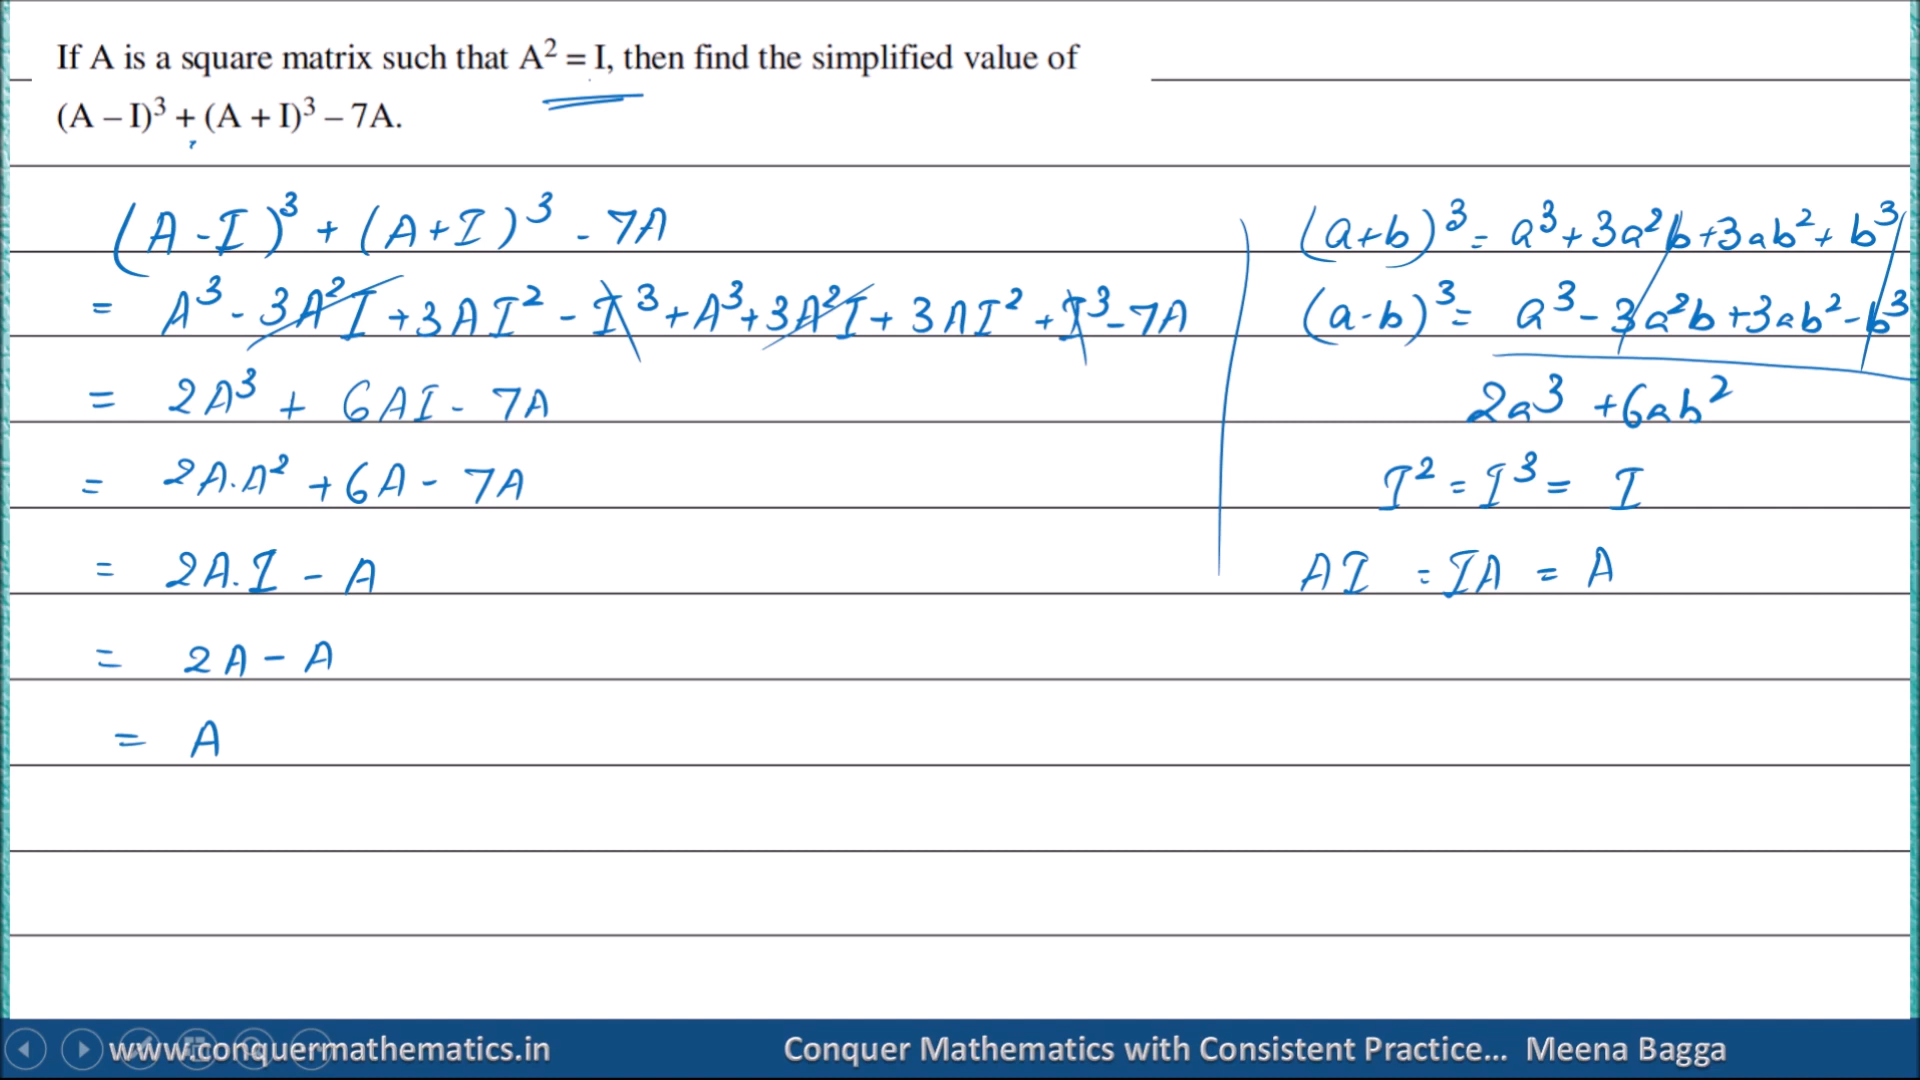 If A is a square matrix such that A² = I, then find the simplified value of
(A – I)³ + (A + I)³ – 7A.
(A - I)³ + (A + I)³ - 7A
= A³ - 3A²I + 3AI² - I³ + A³ + 3A²I + 3AI² + I³ - 7A
= 2A³ + 6AI - 7A
= 2A.A² + 6A - 7A
= 2A.I - A
= 2A - A
= A
(a+b)³ = a³ + 3a²b + 3ab² + b³
(a-b)³ = a³ - 3a²b + 3ab² - b³
2a³ + 6ab²
I² = I³ = I
AI = IA = A
www.conquermathematics.in
Conquer Mathematics with Consistent Practice... Meena Bagga